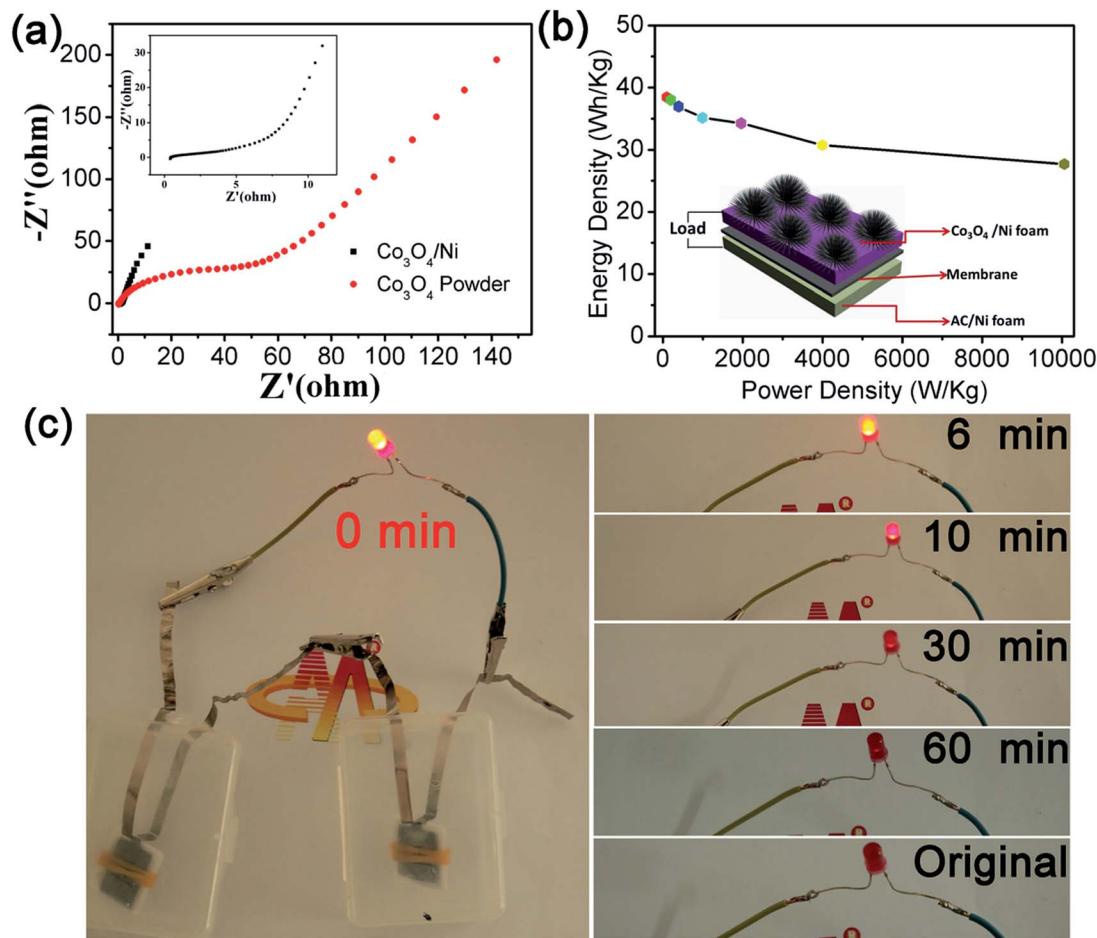 (a)
200
150
100
50
0
-Z''(ohm)
0 20 40 60 80 100 120 140
Z'(ohm)
30
20
10
0
-Z''(ohm)
0 5 10
Z'(ohm)
Co₃O₄/Ni
Co₃O₄ Powder
(b)
50
40
30
20
10
0
Energy Density (Wh/Kg)
0 2000 4000 6000 8000 10000
Power Density (W/Kg)
Load
Co₃O₄ /Ni foam
Membrane
AC/Ni foam
(c)
0 min
6 min
®
10 min
®
30 min
®
60 min
Original